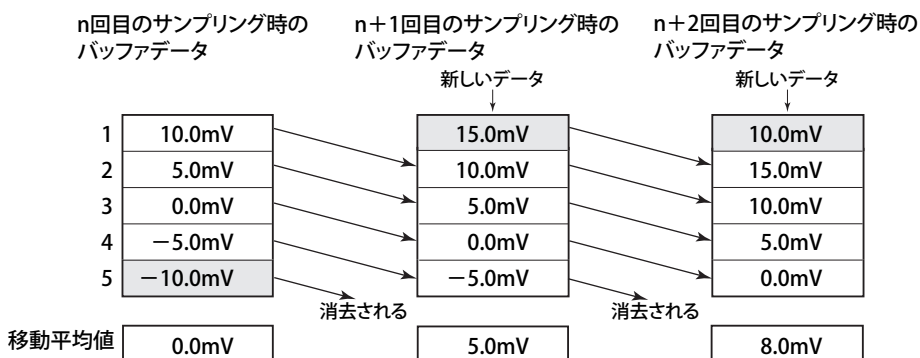 n回目のサンプリング時の
バッファデータ
n+1回目のサンプリング時の
バッファデータ
n+2回目のサンプリング時の
バッファデータ
新しいデータ
新しいデータ
1 10.0mV 15.0mV 10.0mV
2 5.0mV 10.0mV 15.0mV
3 0.0mV 5.0mV 10.0mV
4 −5.0mV 0.0mV 5.0mV
5 −10.0mV −5.0mV 0.0mV
消去される
消去される
移動平均値 0.0mV 5.0mV 8.0mV